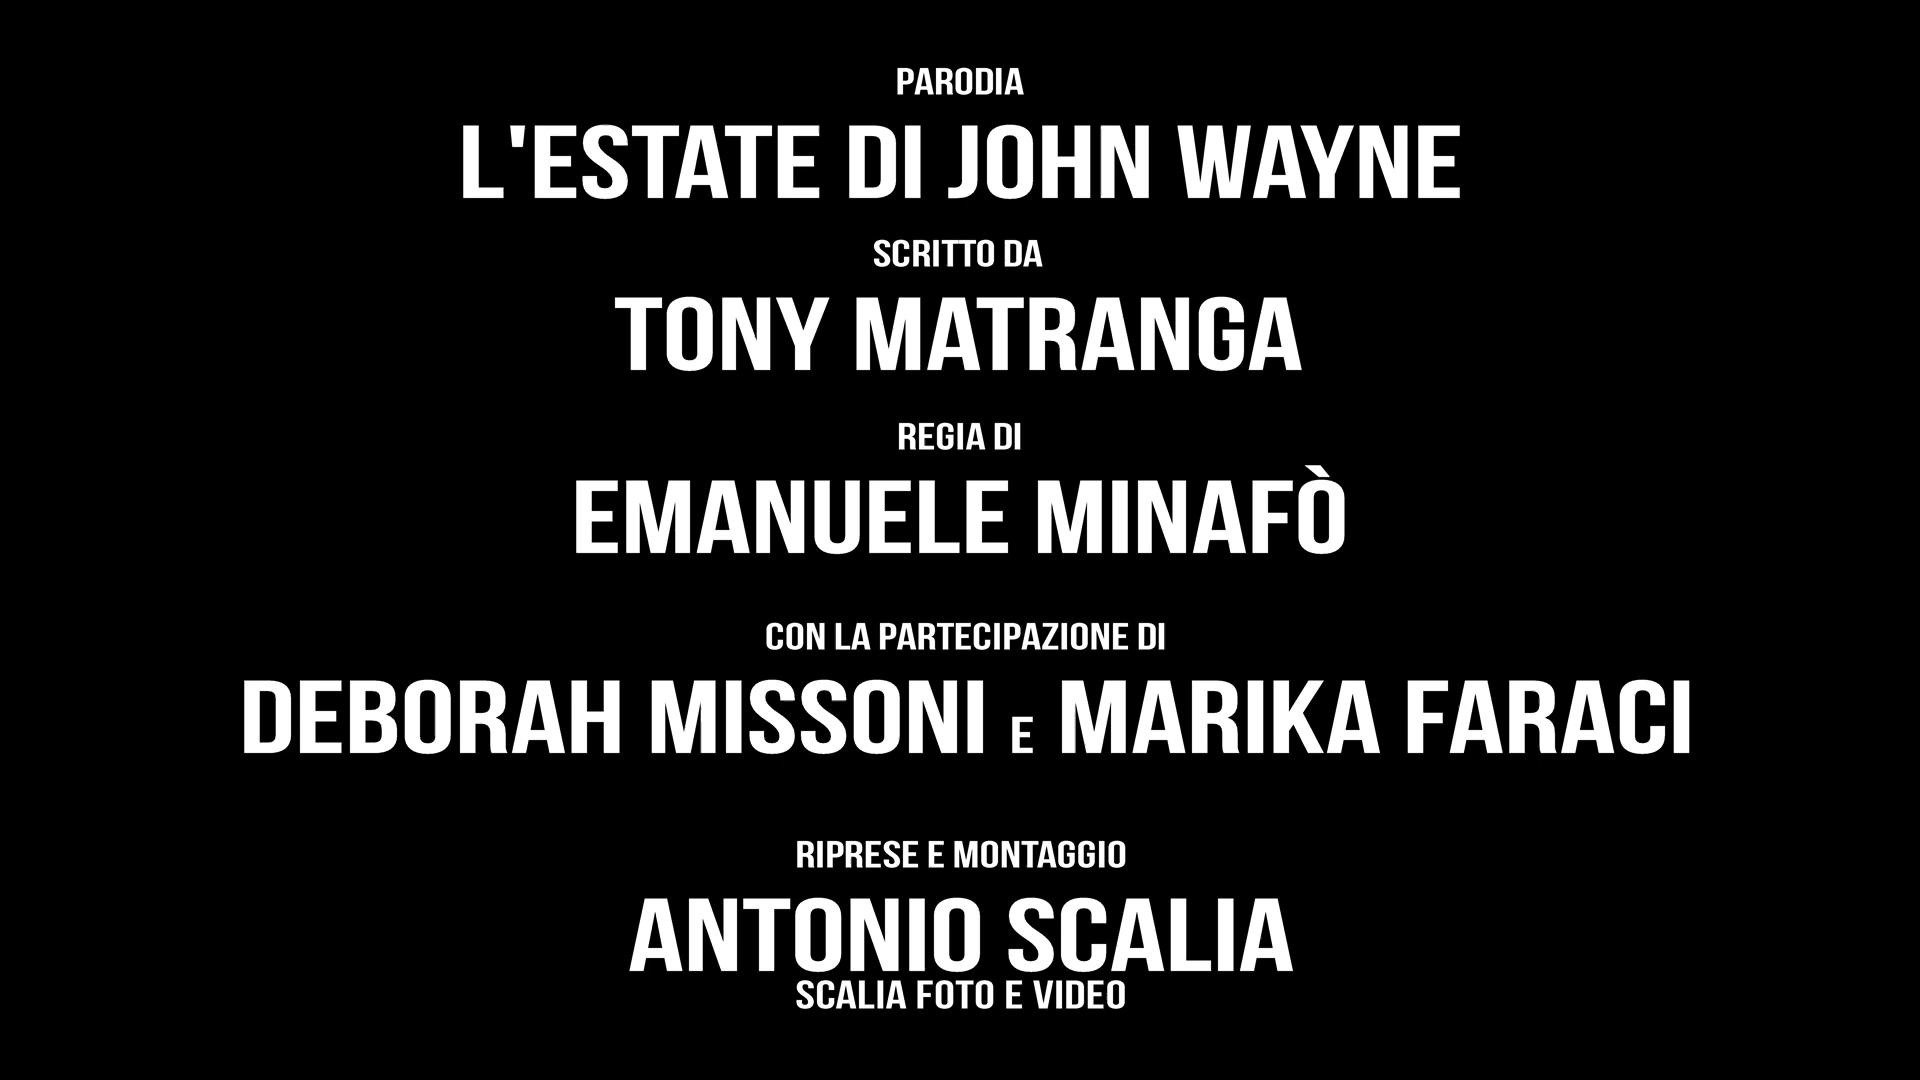 PARODIA
L'ESTATE DI JOHN WAYNE
SCRITTO DA
TONY MATRANGA
REGIA DI
EMANUELE MINAFÒ
CON LA PARTECIPAZIONE DI
DEBORAH MISSONI E MARIKA FARACI
RIPRESE E MONTAGGIO
ANTONIO SCALIA
SCALIA FOTO E VIDEO